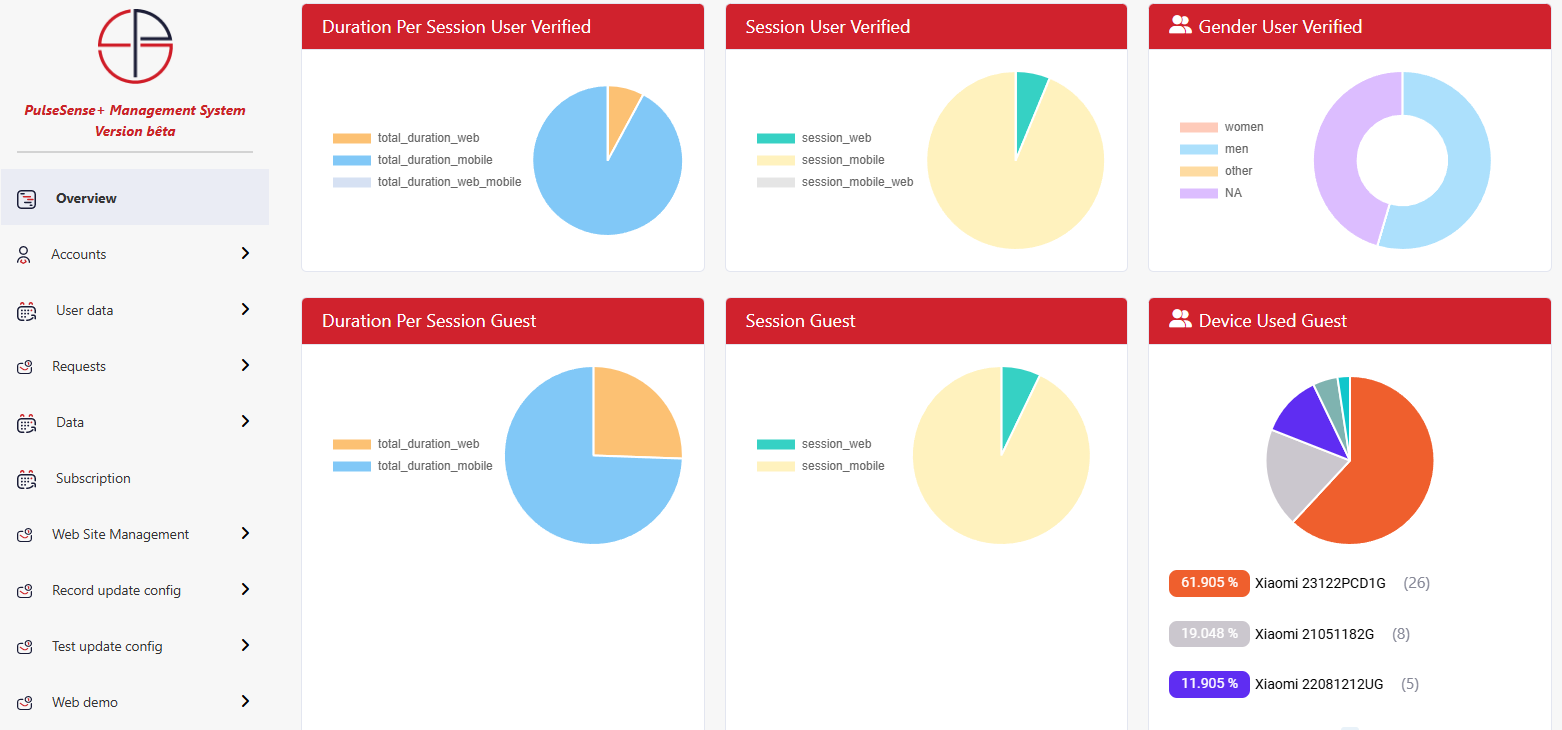 PulseSense+ Management System
Version bêta
Overview
Accounts
User data
Requests
Data
Subscription
Web Site Management
Record update config
Test update config
Web demo
Duration Per Session User Verified
total_duration_web
total_duration_mobile
total_duration_web_mobile
Session User Verified
session_web
session_mobile
session_mobile_web
Gender User Verified
women
men
other
NA
Duration Per Session Guest
total_duration_web
total_duration_mobile
Session Guest
session_web
session_mobile
Device Used Guest
61.905 % Xiaomi 23122PCD1G (26)
19.048 % Xiaomi 21051182G (8)
11.905 % Xiaomi 22081212UG (5)